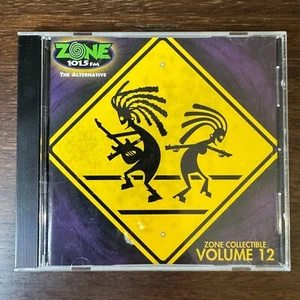 ZONE
101.5 FM
THE ALTERNATIVE
ZONE COLLECTIBLE
VOLUME 12